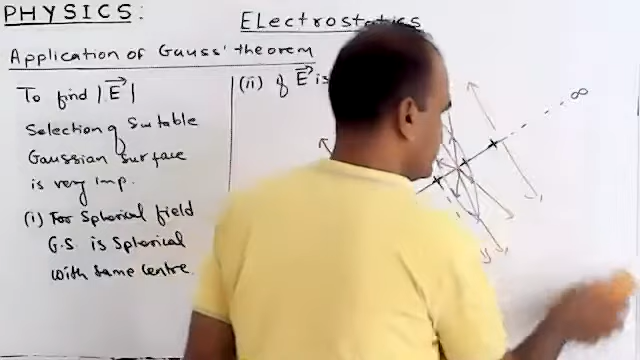 PHYSICS:
Electrostatics
Application of Gauss' theorem
To find |E⃗|
Selection of Suitable
Gaussian Surface
is very imp.
(i) For Spherical field
G.S. is Spherical
with Same Centre.
(ii) If E⃗ is
∞